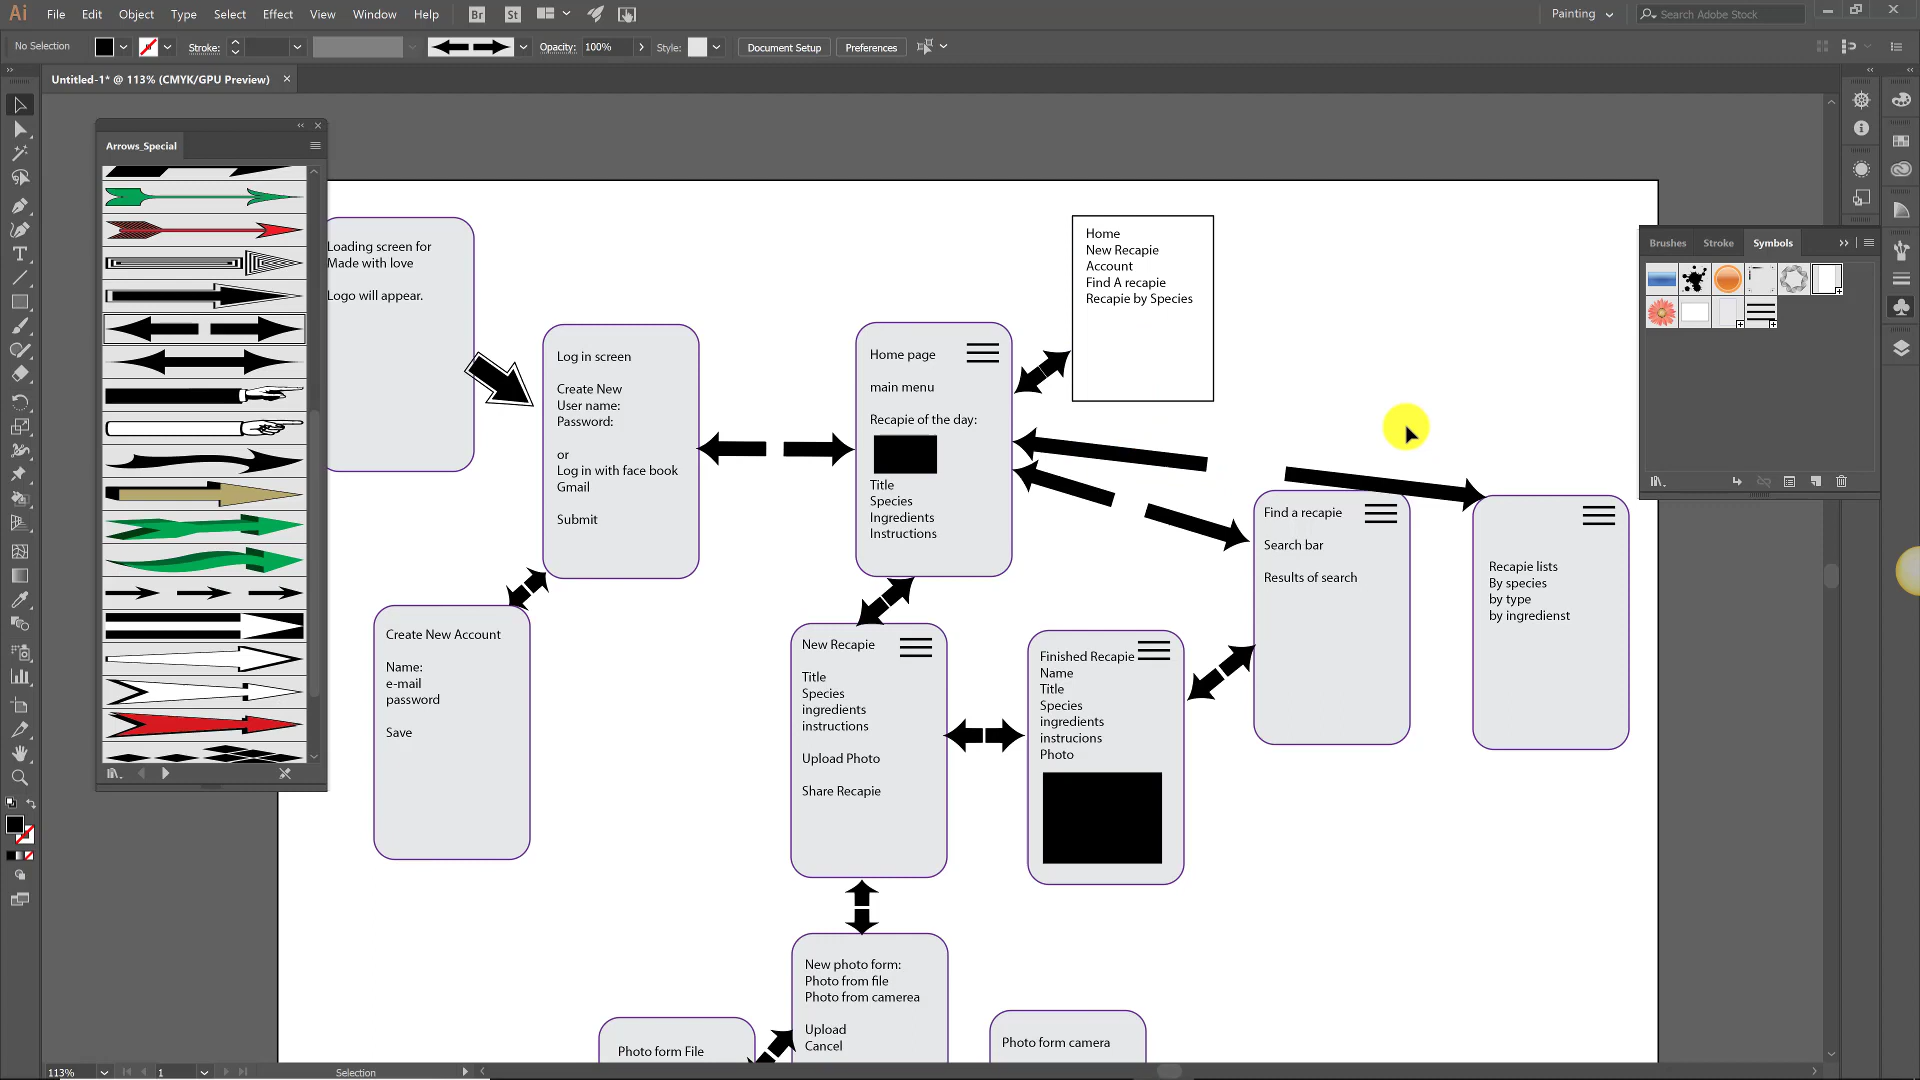 Ai File Edit Object Type Select Effect View Window Help Br St Painting Search Adobe Stock
No Selection Stroke: Opacity: 100% Style: Document Setup Preferences
Untitled-1* @ 113% (CMYK/GPU Preview)
Arrows_Special
Brushes Stroke Symbols
Loading screen for
Made with love
Logo will appear.
Log in screen
Create New
User name:
Password:
or
Log in with face book
Gmail
Submit
Home page
main menu
Recapie of the day:
Title
Species
Ingredients
Instructions
Home
New Recapie
Account
Find A recapie
Recapie by Species
Find a recapie
Search bar
Results of search
Recapie lists
By species
by type
by ingredienst
Create New Account
Name:
e-mail
password
Save
New Recapie
Title
Species
ingredients
instructions
Upload Photo
Share Recapie
Finished Recapie
Name
Title
Species
ingredients
instrucions
Photo
New photo form:
Photo from file
Photo from camerea
Upload
Cancel
Photo form File
Photo form camera
113% 1 Selection